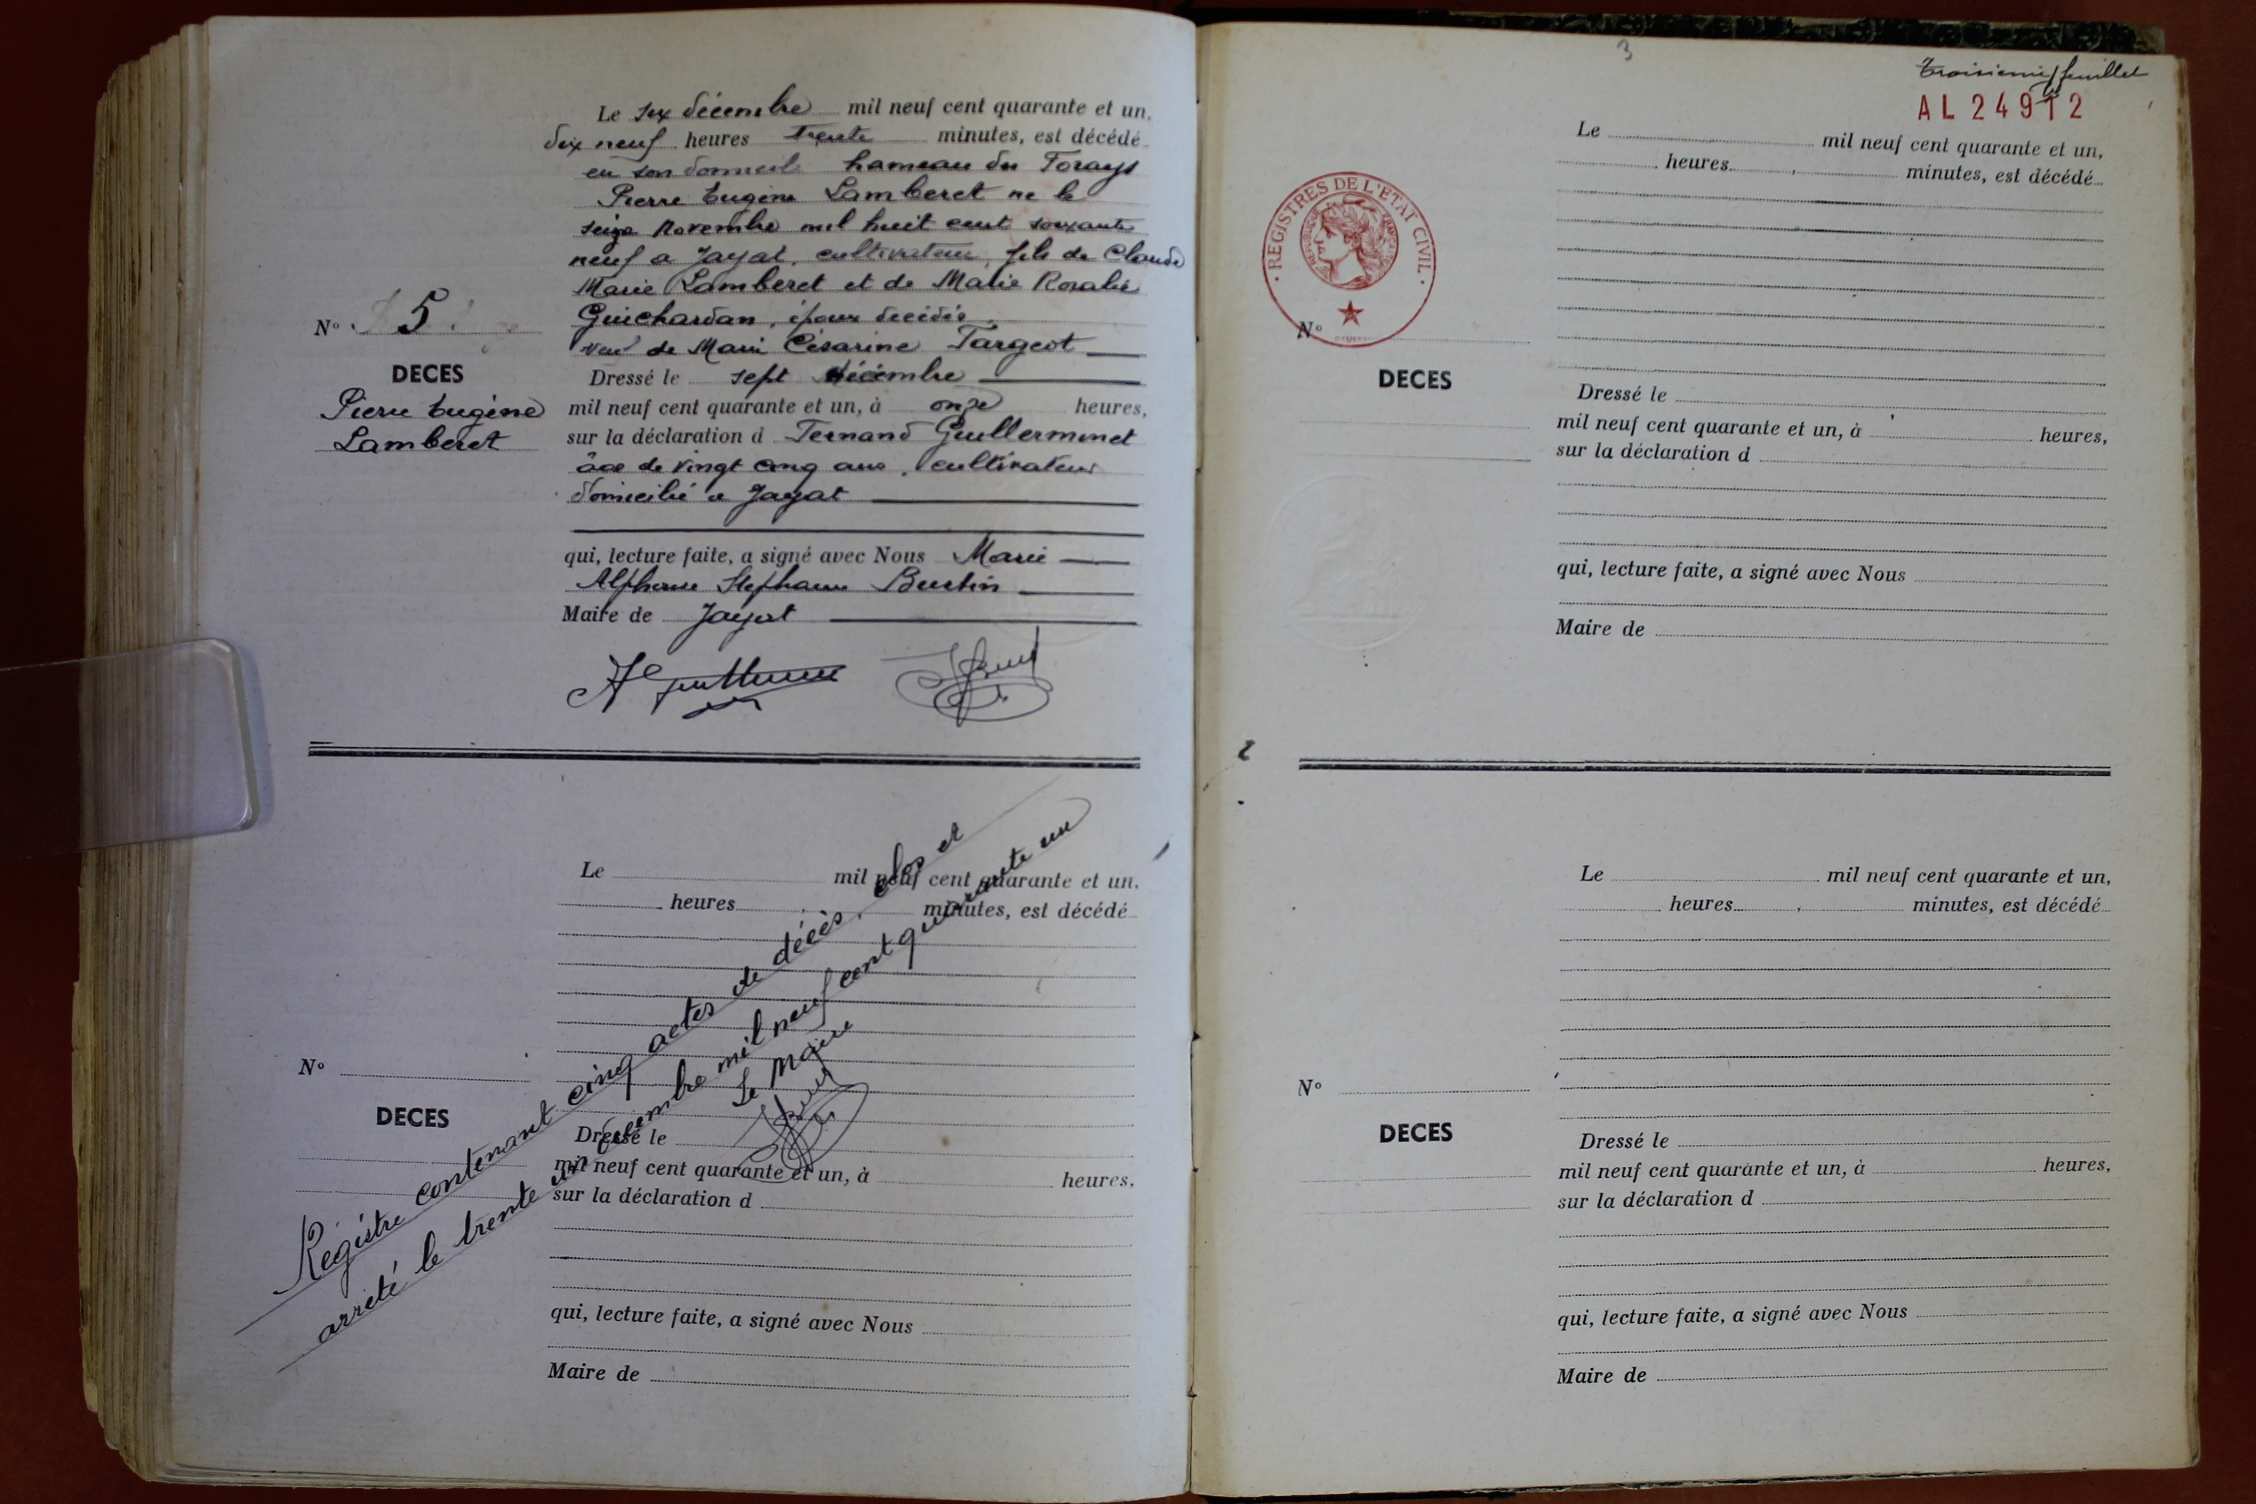 Le six décembre mil neuf cent quarante et un,
dix neuf heures trente minutes, est décédé
en son domicile hameau du Forays
Pierre Eugène Lamberet né le
seize novembre mil huit cent soixante
neuf a Jayat, cultivateur, fils de Claude
Marie Lamberet et de Marie Rosalie
Guichardan, époux décédés
veuf de Marie Césarine Fargeot
Nº 5
DECES
Pierre Eugène
Lamberet
Dressé le sept décembre
mil neuf cent quarante et un, à onze heures,
sur la déclaration d Fernand Guillerminet
âgé de vingt cinq ans, cultivateur
domicilié a Jayat
qui, lecture faite, a signé avec Nous Marie
Alphonse Stephane Burtin
Maire de Jayat
Le mil neuf cent quarante et un,
heures minutes, est décédé
Nº
DECES
Dressé le
mil neuf cent quarante et un, à heures,
sur la déclaration d
qui, lecture faite, a signé avec Nous
Maire de
Registre contenant cinq actes de décès, clos et
arrêté le trente un décembre mil neuf cent quarante un
Le Maire
3
Troisième feuillet
AL 24912
REGISTRES DE L'ETAT CIVIL
Le mil neuf cent quarante et un,
heures minutes, est décédé
Nº
DECES
Dressé le
mil neuf cent quarante et un, à heures,
sur la déclaration d
qui, lecture faite, a signé avec Nous
Maire de
Le mil neuf cent quarante et un,
heures minutes, est décédé
Nº
DECES
Dressé le
mil neuf cent quarante et un, à heures,
sur la déclaration d
qui, lecture faite, a signé avec Nous
Maire de